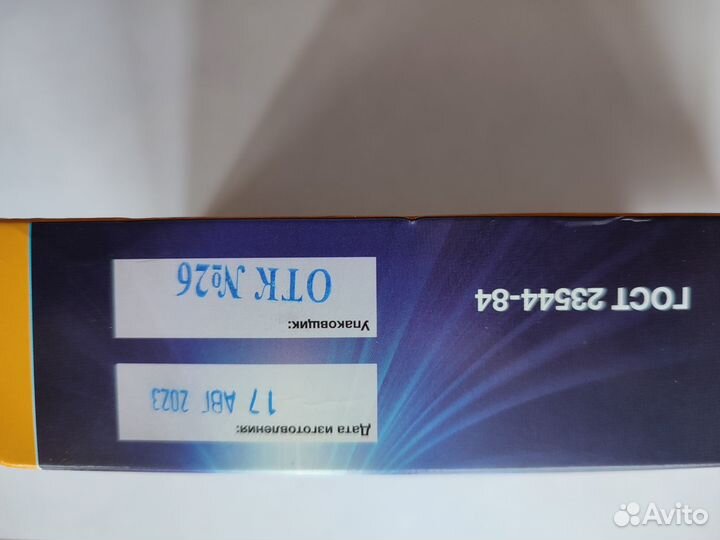 ГОСТ 23544-84
Дата изготовления:
17 АВГ 2023
Упаковщик:
ОТК №26
Avito